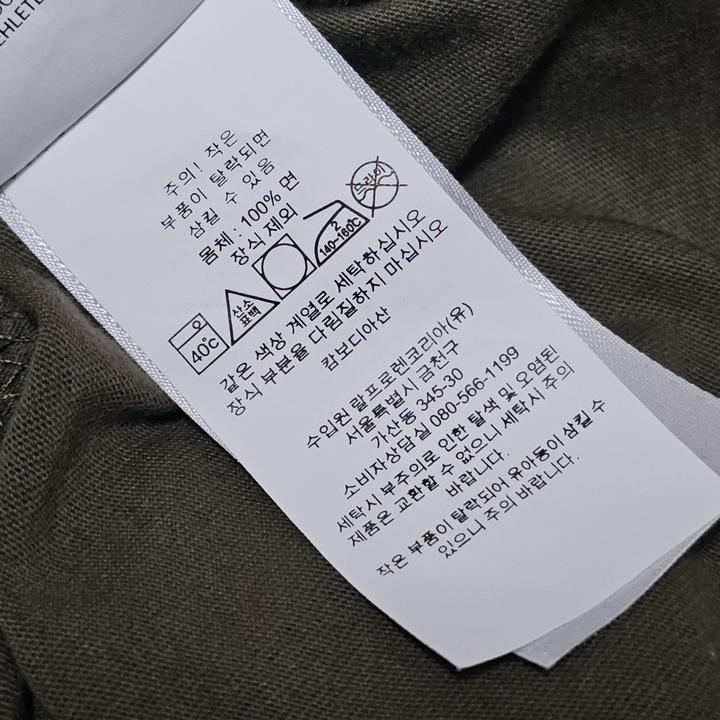 주의! 작은
부품이 탈락되면
삼킬 수 있음
몸체 : 100% 면
장식 제외
40℃
산소
표백
2
140~160℃
드라이
같은 색상 계열로 세탁하십시오
장식 부분을 다림질하지 마십시오
캄보디아산
수입원 랄프로렌코리아(유)
서울특별시 금천구
가산동 345-30
소비자상담실 080-566-1199
세탁시 부주의로 인한 탈색 및 오염된
제품은 교환할 수 없으니 세탁시 주의
바랍니다.
작은 부품이 탈락되어 유아동이 삼킬 수
있으니 주의 바랍니다.